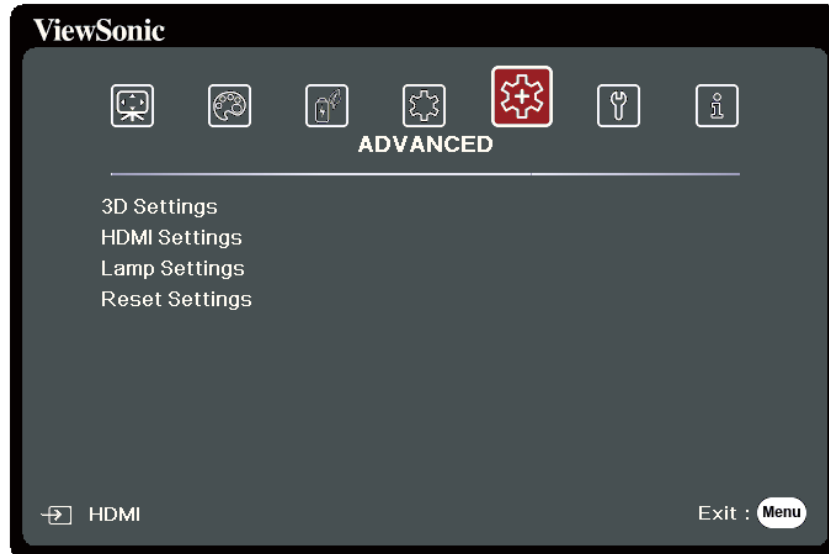 ViewSonic
ADVANCED
3D Settings
HDMI Settings
Lamp Settings
Reset Settings
HDMI
Exit : Menu